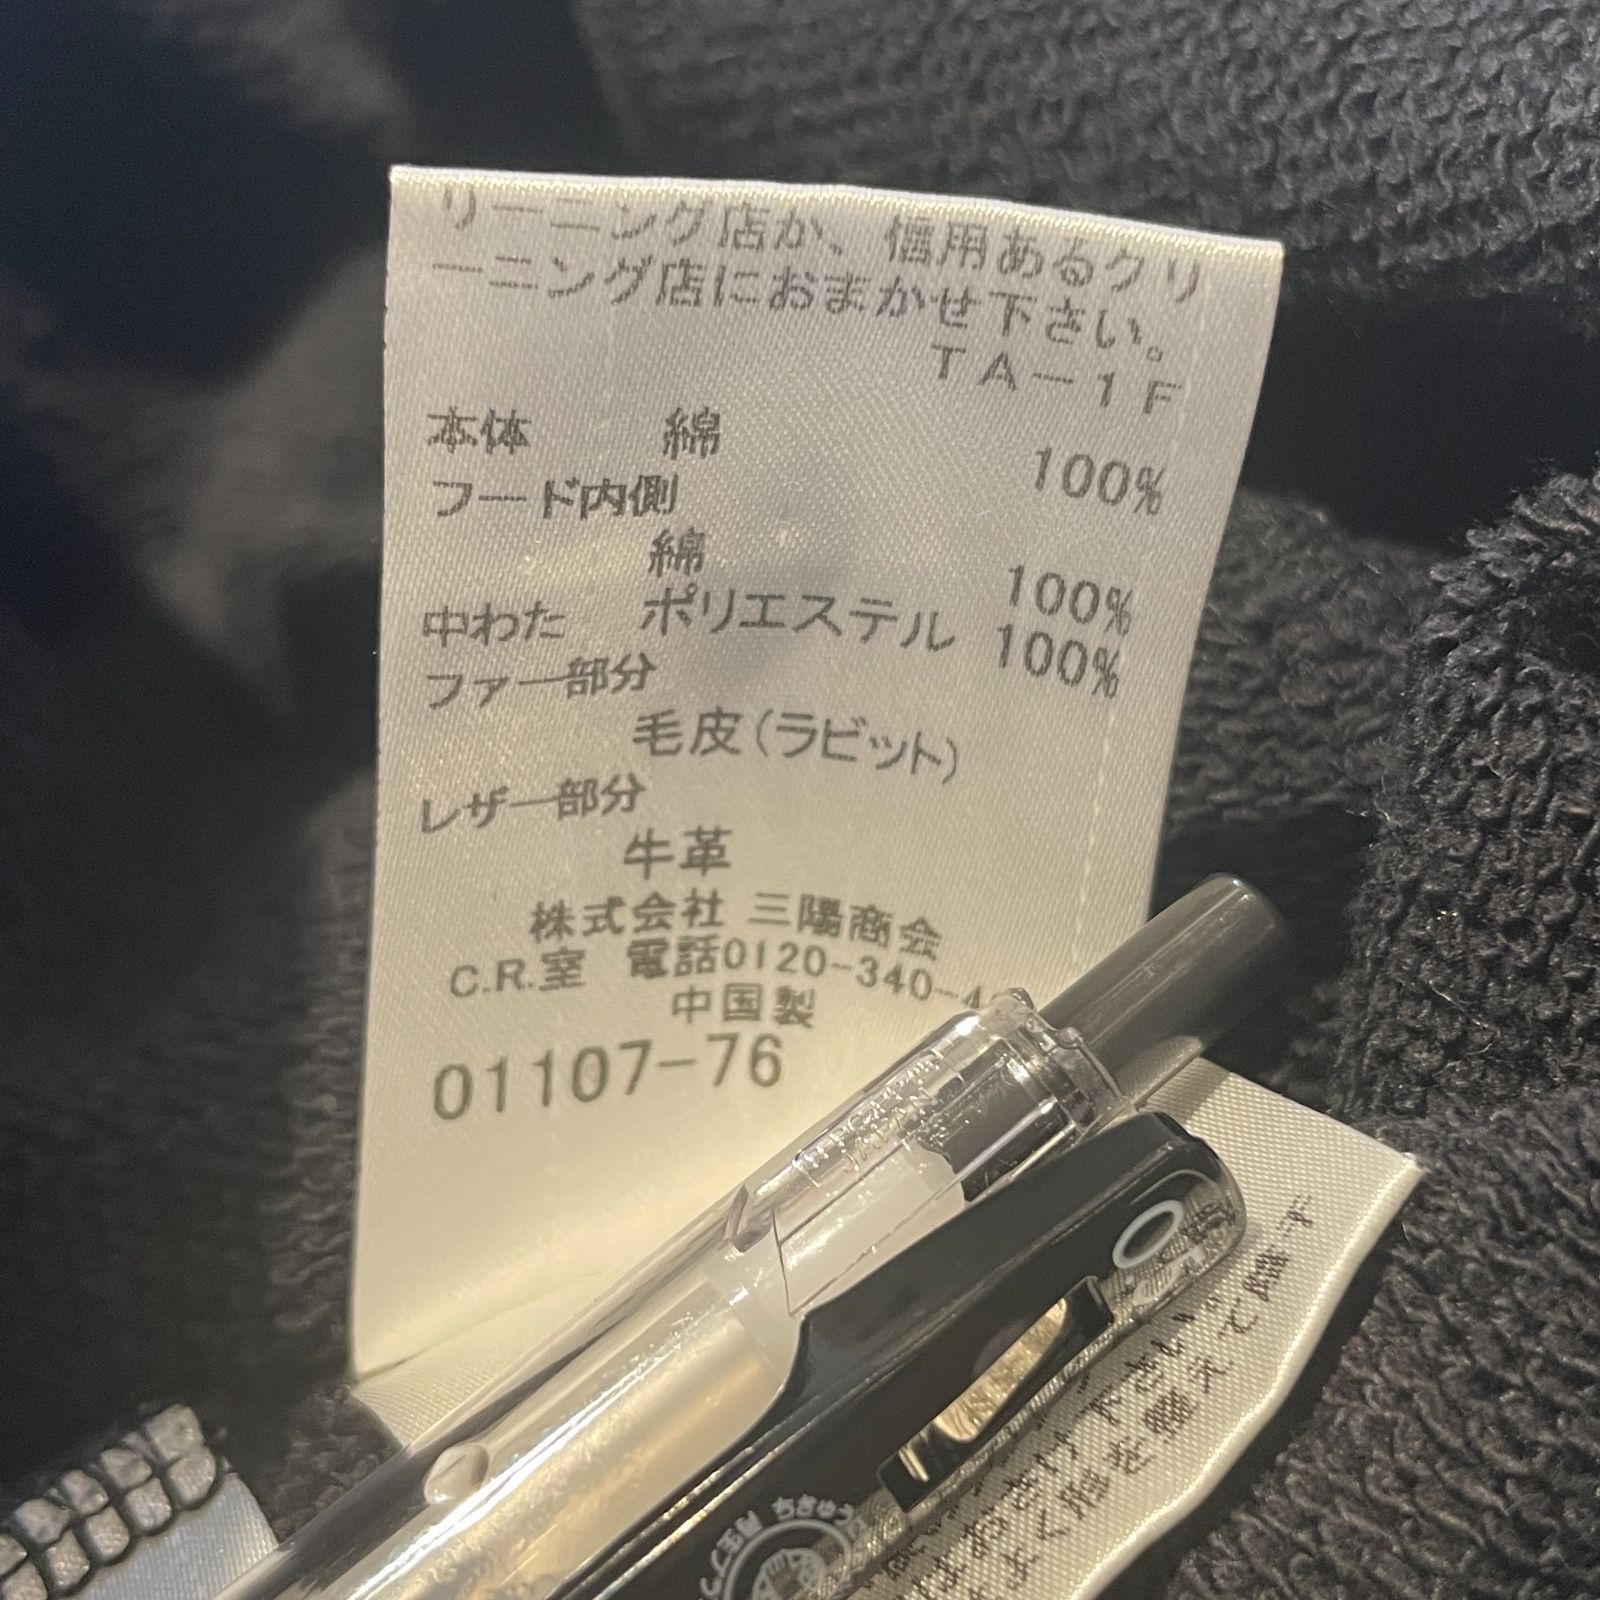 リーニング店か、信用あるクリ
ーニング店におまかせ下さい。
TA-1F
本体 綿 100%
フード内側
綿 100%
中わた ポリエステル 100%
ファー部分
毛皮(ラビット)
レザー部分
牛革
株式会社 三陽商会
C.R.室 電話0120-340-4
中国製
01107-76
JAPAN